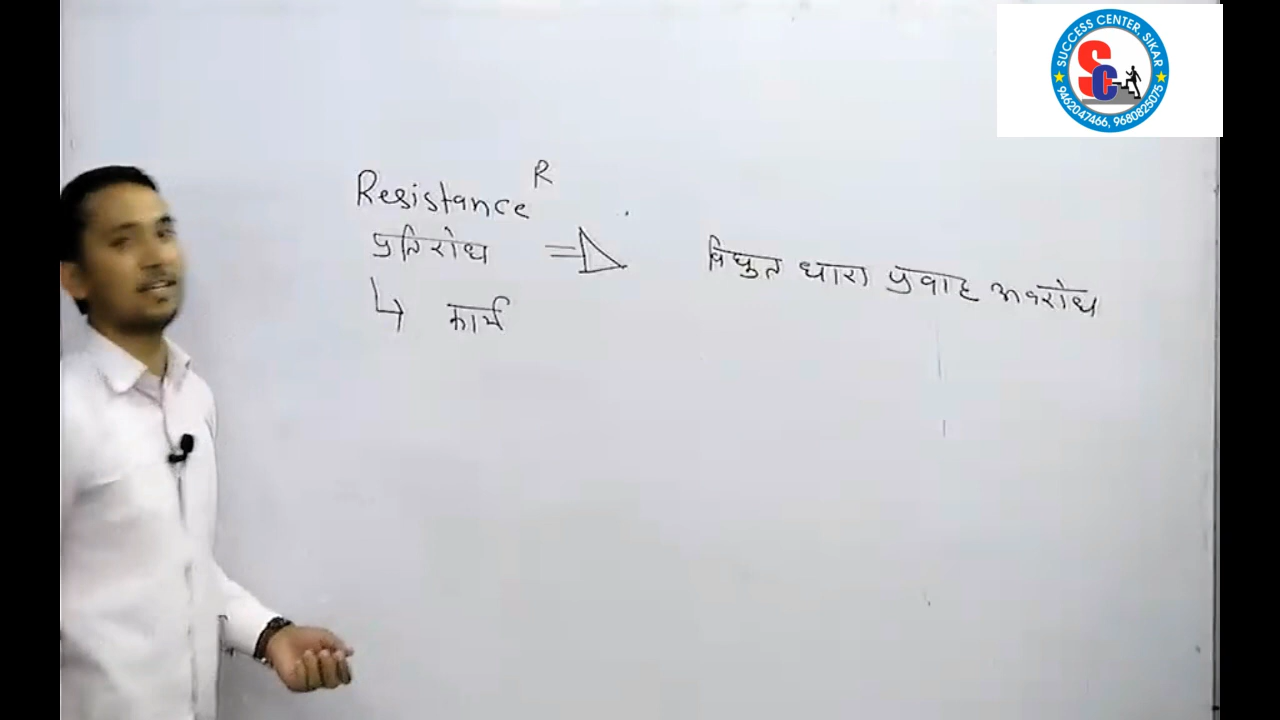 SUCCESS CENTER, SIKAR
SC
9462047466, 9680825075
Resistance R
प्रतिरोध ⇒ विधुत धारा प्रवाह अवरोध
↳ कार्य